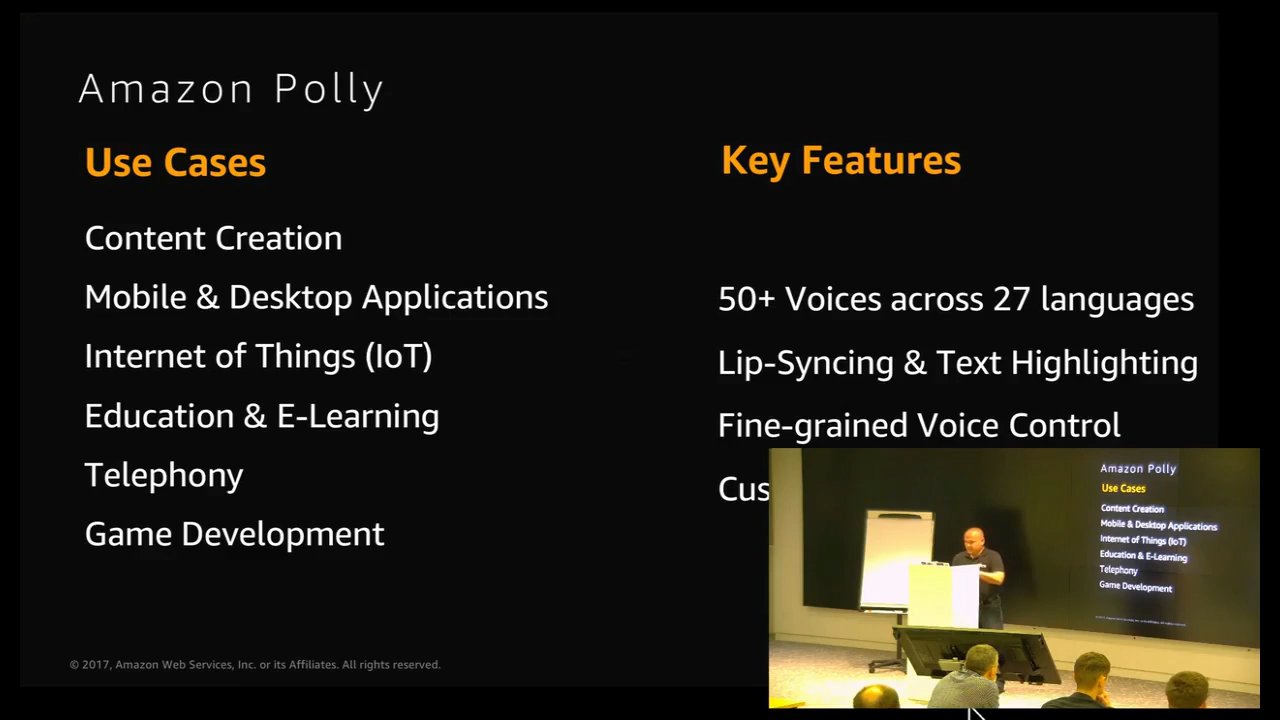 Amazon Polly
Use Cases
Content Creation
Mobile & Desktop Applications
Internet of Things (IoT)
Education & E-Learning
Telephony
Game Development
Key Features
50+ Voices across 27 languages
Lip-Syncing & Text Highlighting
Fine-grained Voice Control
Cus
© 2017, Amazon Web Services, Inc. or its Affiliates. All rights reserved.
Amazon Polly
Use Cases
Content Creation
Mobile & Desktop Applications
Internet of Things (IoT)
Education & E-Learning
Telephony
Game Development